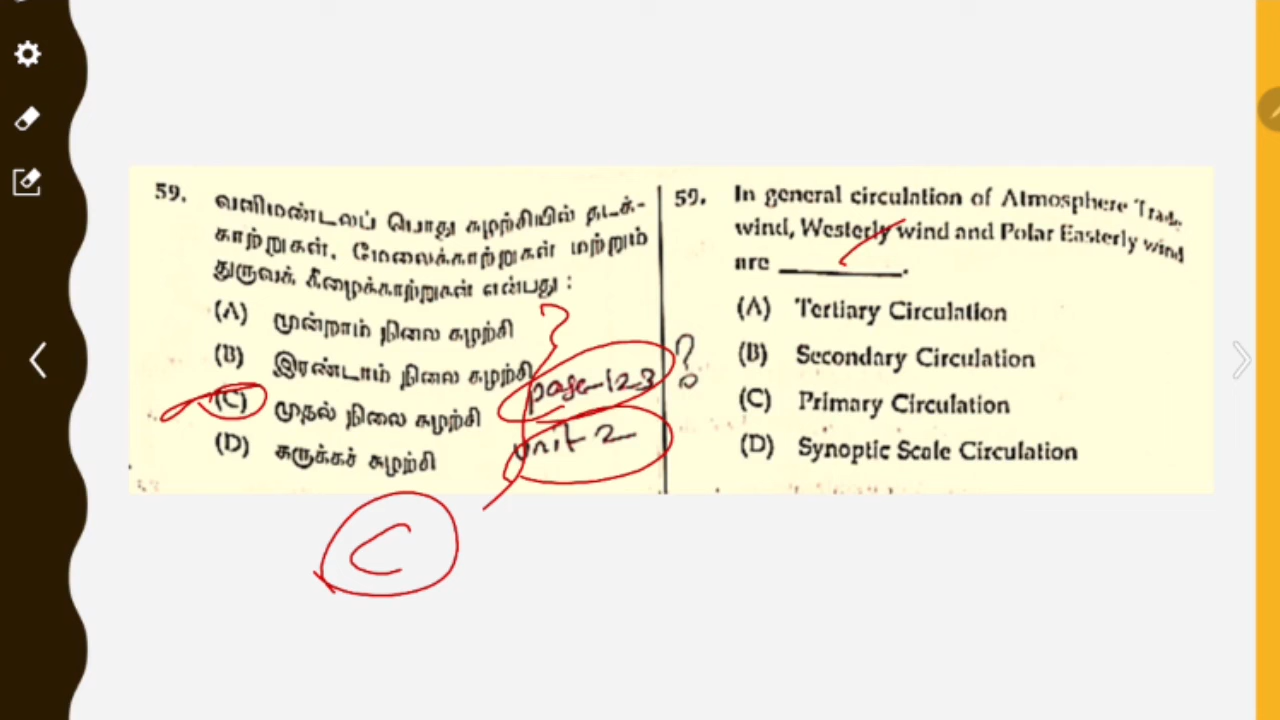 59.
வளிமண்டலப் பொது சுழற்சியில் தடக்-
காற்றுகள், மேலைக்காற்றுகள் மற்றும்
துருவக் கீழைக்காற்றுகள் என்பது :
(A) மூன்றாம் நிலை சுழற்சி
(B) இரண்டாம் நிலை சுழற்சி
(C) முதல் நிலை சுழற்சி
(D) சுருக்கச் சுழற்சி
page-123
unit 2
?
C
59. In general circulation of Atmosphere Trade
wind, Westerly wind and Polar Easterly wind
are __________.
(A) Tertiary Circulation
(B) Secondary Circulation
(C) Primary Circulation
(D) Synoptic Scale Circulation